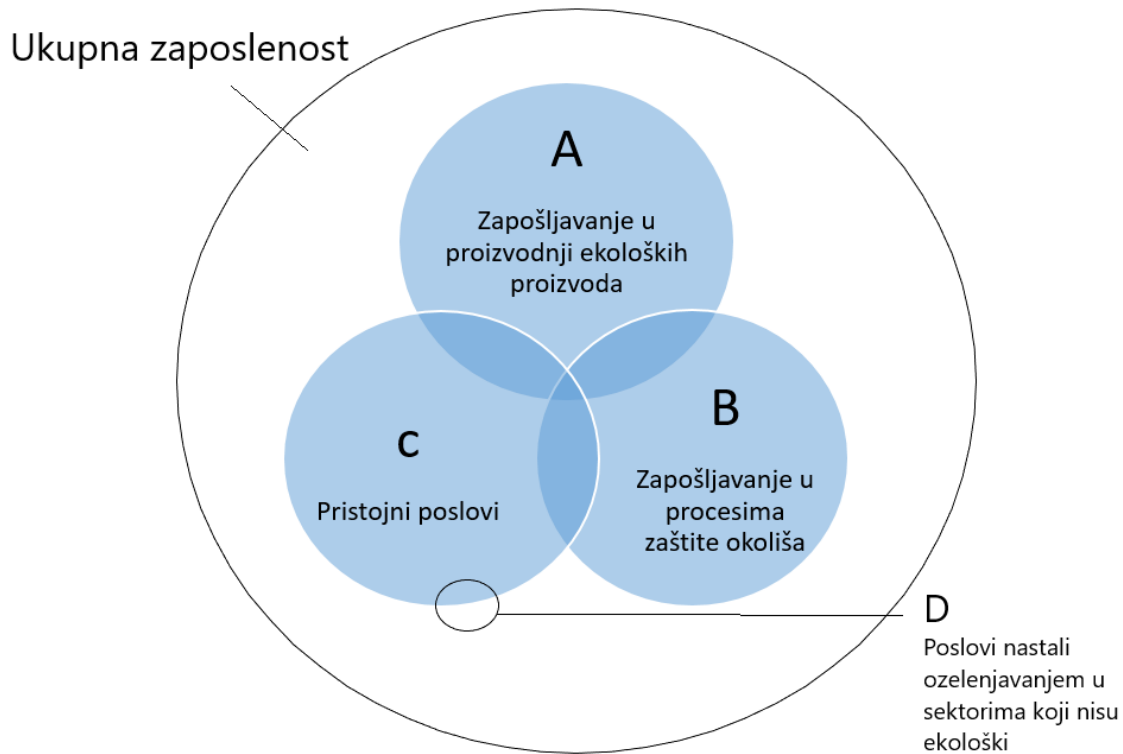 Ukupna zaposlenost
A
Zapošljavanje u
proizvodnji ekoloških
proizvoda
c
Pristojni poslovi
B
Zapošljavanje u
procesima
zaštite okoliša
D
Poslovi nastali
ozelenjavanjem u
sektorima koji nisu
ekološki